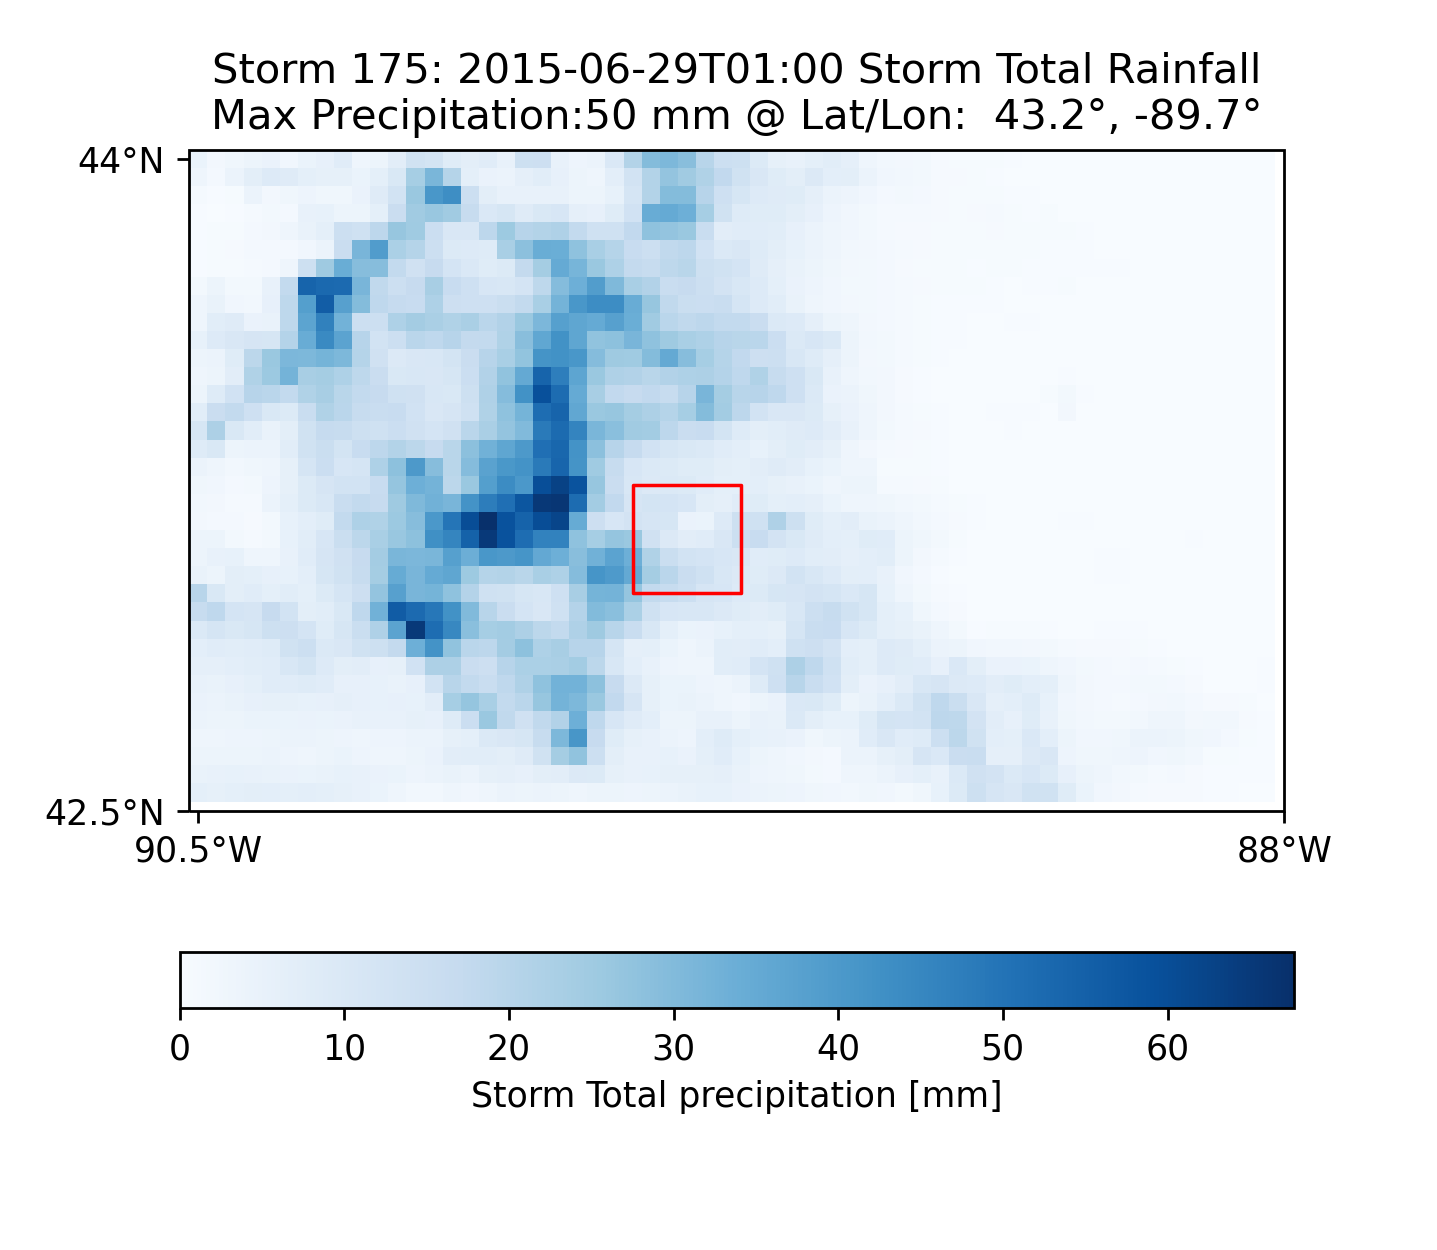 Storm 175: 2015-06-29T01:00 Storm Total Rainfall
Max Precipitation:50 mm @ Lat/Lon:  43.2°, -89.7°
44°N
42.5°N
90.5°W 88°W
0 10 20 30 40 50 60
Storm Total precipitation [mm]